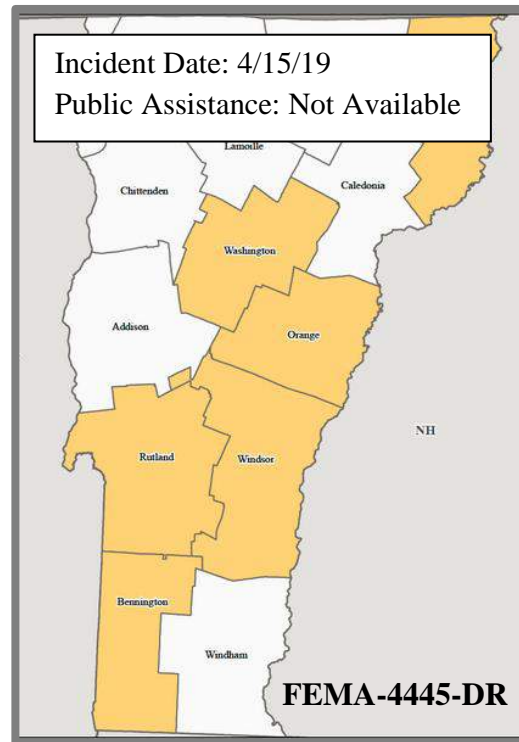 Incident Date: 4/15/19
Public Assistance: Not Available
Lamoille
Chittenden
Caledonia
Washington
Addison
Orange
NH
Rutland
Windsor
Bennington
Windham
FEMA-4445-DR